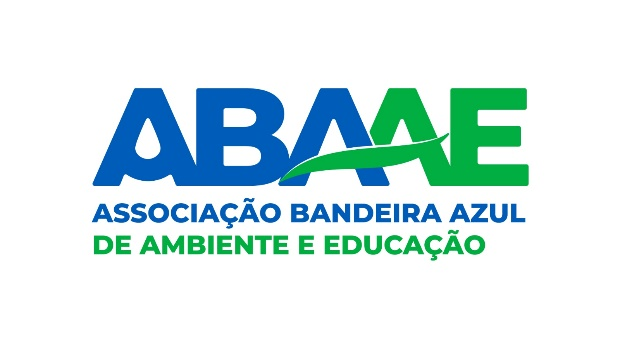 ABAAE
ASSOCIAÇÃO BANDEIRA AZUL
DE AMBIENTE E EDUCAÇÃO